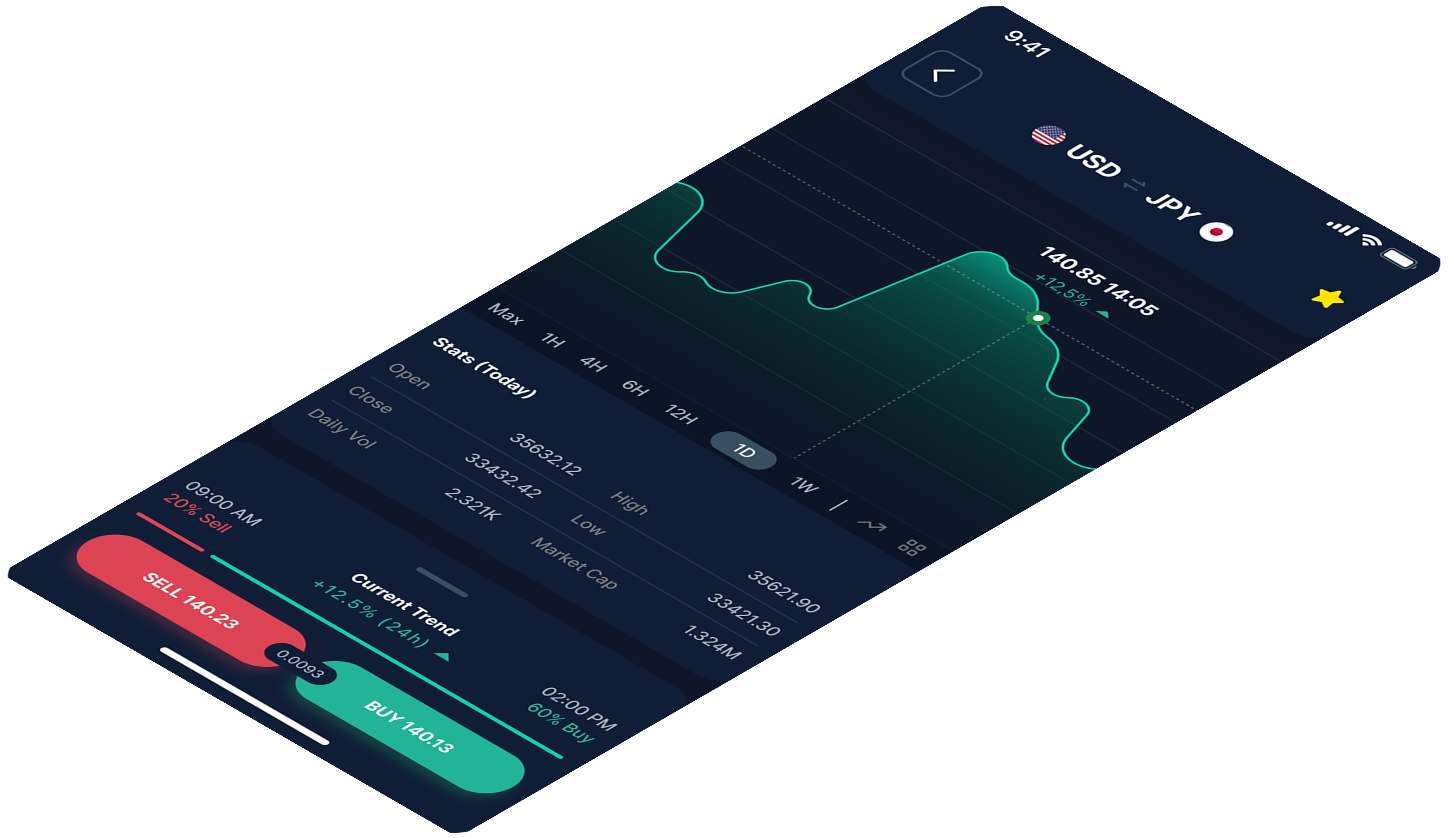 9:41
USD JPY
140.85 14:05
+12.5%
Max 1H 4H 6H 12H 1D 1W |
Stats (Today)
Open 35632.12 High 35621.90
Close 33432.42 Low 33421.30
Daily Vol 2.321K Market Cap 1.324M
09:00 AM Current Trend 02:00 PM
20% Sell +12.5% (24h) 60% Buy
SELL 140.23 0.0093 BUY 140.13